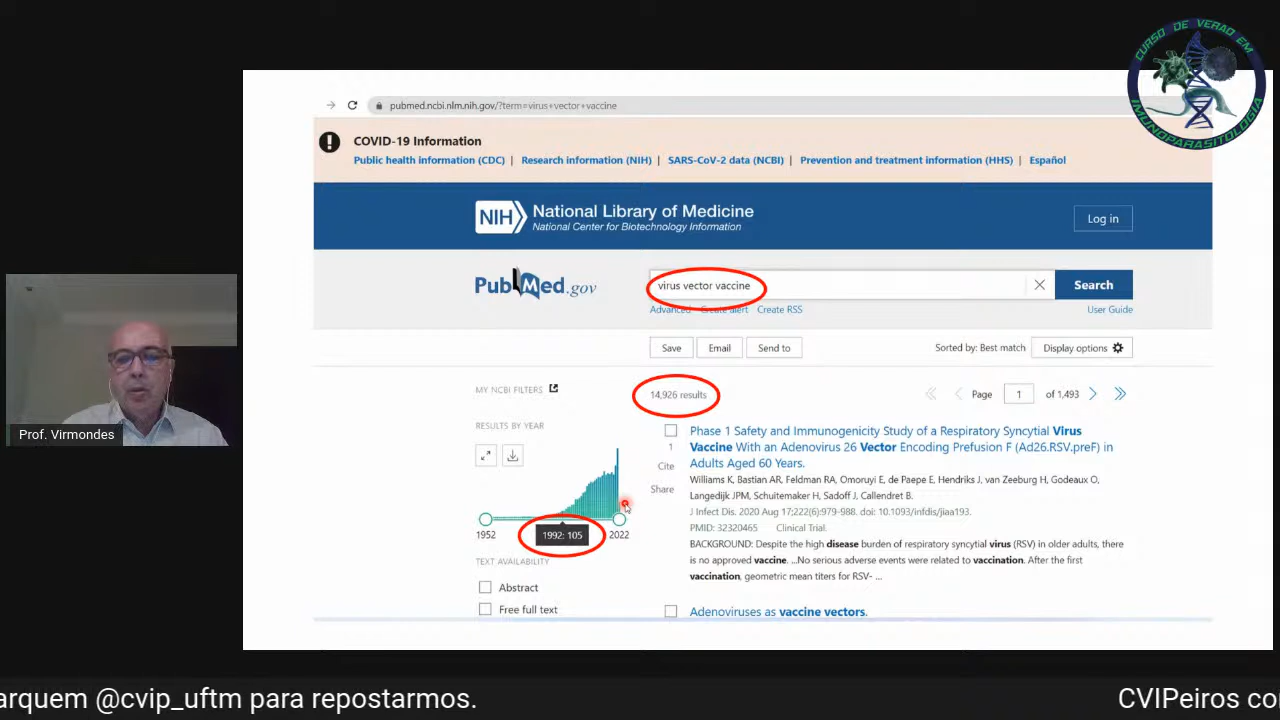 CURSO DE VERÃO EM
IMUNOPARASITOLOGIA
pubmed.ncbi.nlm.nih.gov/?term=virus+vector+vaccine
COVID-19 Information
Public health information (CDC) | Research information (NIH) | SARS-CoV-2 data (NCBI) | Prevention and treatment information (HHS) | Español
NIH National Library of Medicine
National Center for Biotechnology Information
Log in
PubMed.gov
virus vector vaccine
Search
Advanced Create alert Create RSS
User Guide
Save Email Send to
Sorted by: Best match Display options
MY NCBI FILTERS
14,926 results
Page 1 of 1,493
RESULTS BY YEAR
1952
1992: 105
2022
TEXT AVAILABILITY
Abstract
Free full text
1
Cite
Share
Phase 1 Safety and Immunogenicity Study of a Respiratory Syncytial Virus
Vaccine With an Adenovirus 26 Vector Encoding Prefusion F (Ad26.RSV.preF) in
Adults Aged 60 Years.
Williams K, Bastian AR, Feldman RA, Omoruyi E, de Paepe E, Hendriks J, van Zeeburg H, Godeaux O,
Langedijk JPM, Schuitemaker H, Sadoff J, Callendret B.
J Infect Dis. 2020 Aug 17;222(6):979-988. doi: 10.1093/infdis/jiaa193.
PMID: 32320465 Clinical Trial.
BACKGROUND: Despite the high disease burden of respiratory syncytial virus (RSV) in older adults, there
is no approved vaccine. ...No serious adverse events were related to vaccination. After the first
vaccination, geometric mean titers for RSV- ...
Adenoviruses as vaccine vectors.
Prof. Virmondes
arquem @cvip_uftm para repostarmos.
CVIPeiros co